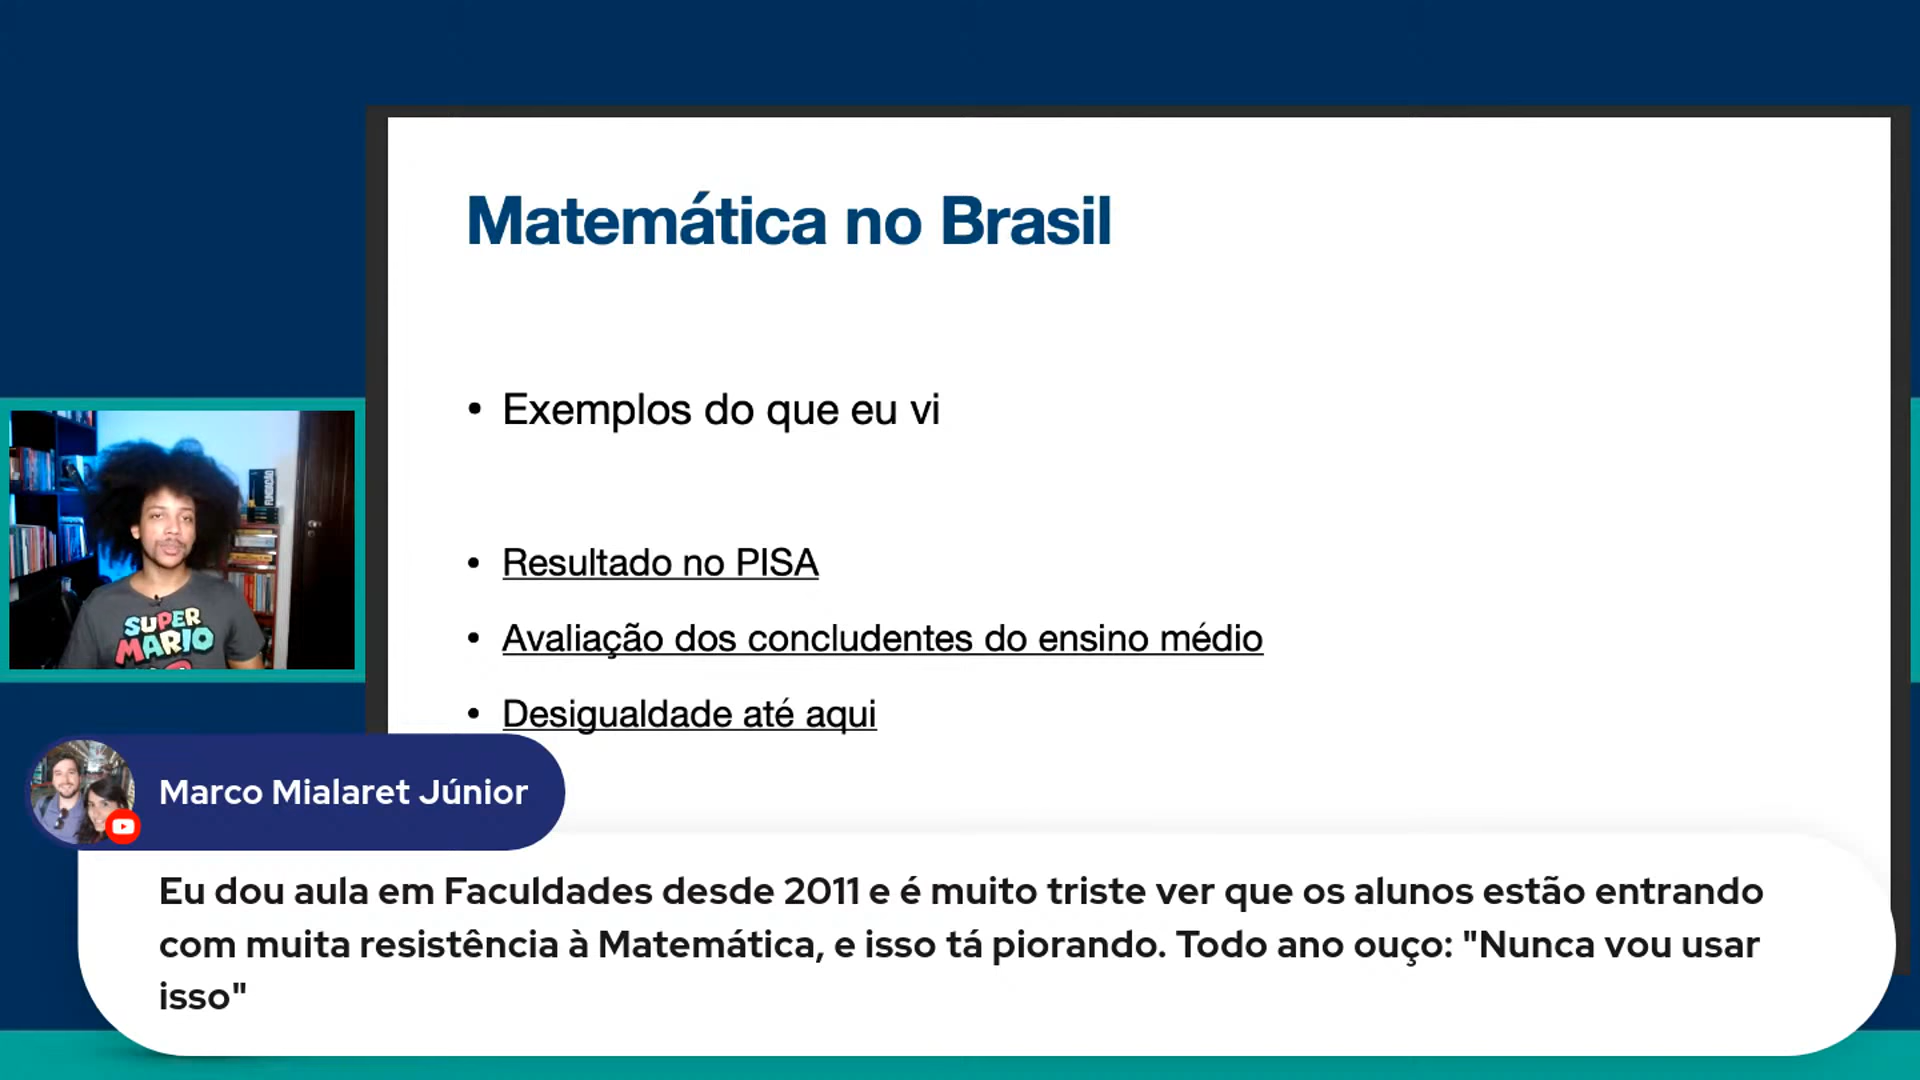 Matemática no Brasil
• Exemplos do que eu vi
• Resultado no PISA
• Avaliação dos concludentes do ensino médio
• Desigualdade até aqui
FUNDAÇÃO
SUPER
MARIO
Marco Mialaret Júnior
Eu dou aula em Faculdades desde 2011 e é muito triste ver que os alunos estão entrando
com muita resistência à Matemática, e isso tá piorando. Todo ano ouço: "Nunca vou usar
isso"